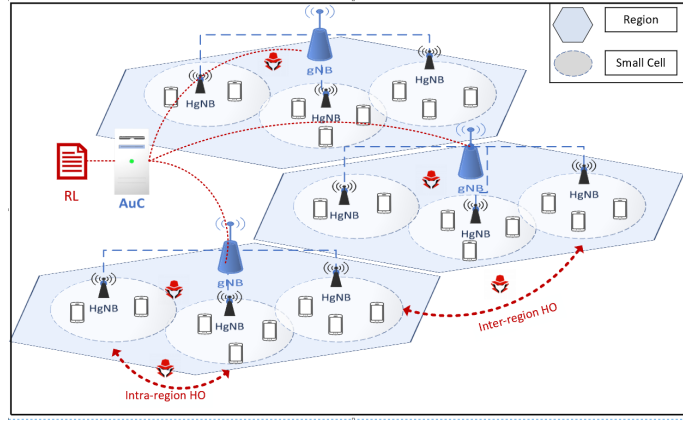 Region
Small Cell
gNB
HgNB
HgNB
HgNB
RL
AuC
gNB
HgNB
HgNB
HgNB
gNB
HgNB
HgNB
HgNB
Inter-region HO
Intra-region HO